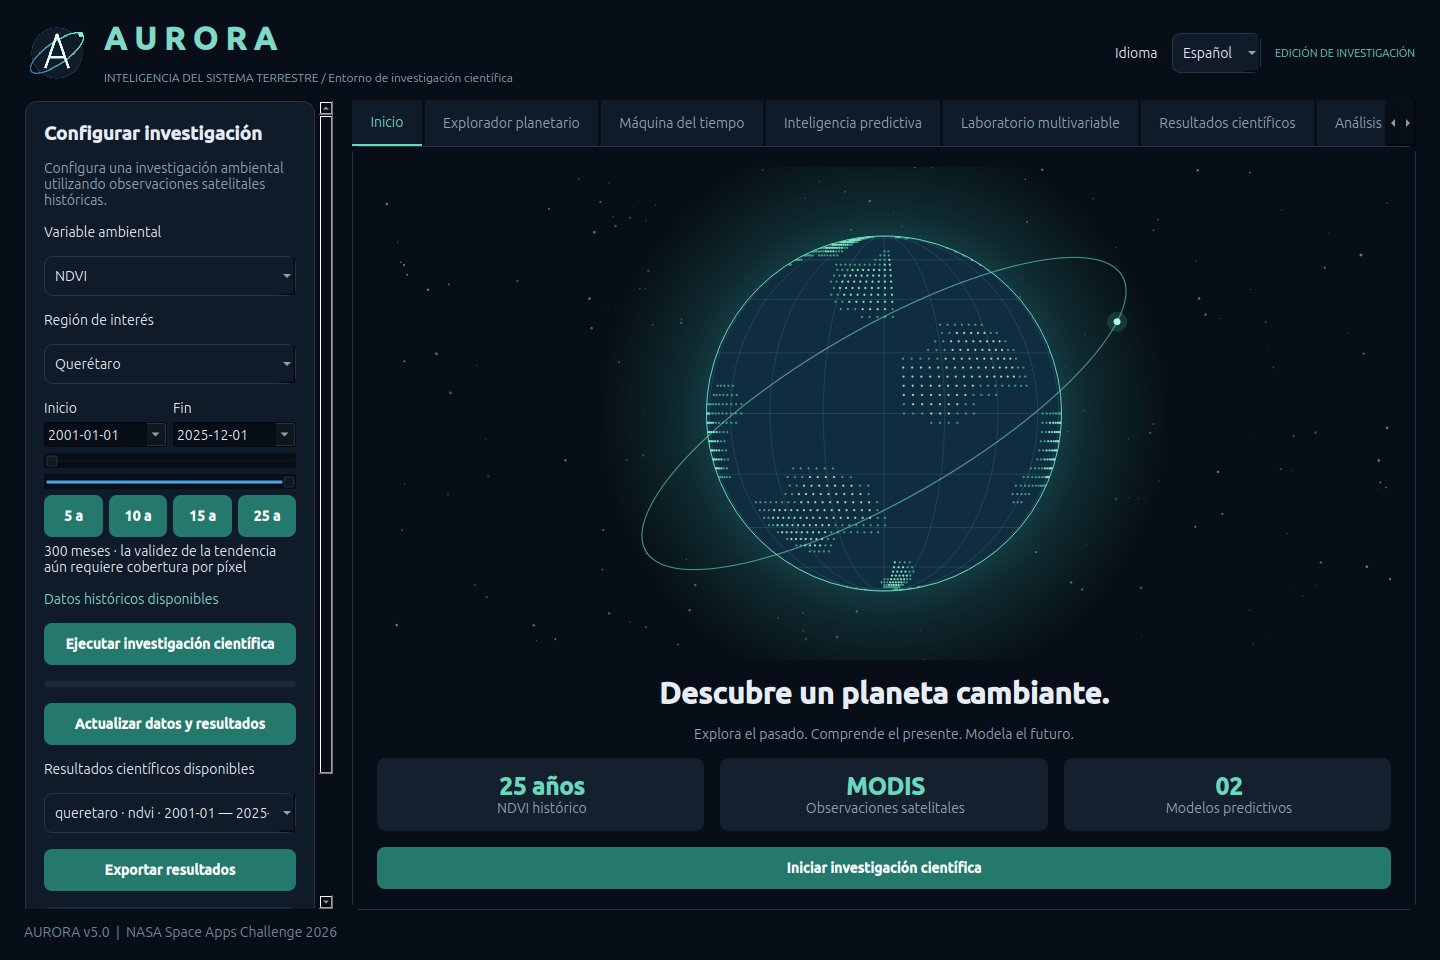 AURORA
INTELIGENCIA DEL SISTEMA TERRESTRE / Entorno de investigación científica
Idioma
Español
EDICIÓN DE INVESTIGACIÓN
Configurar investigación
Configura una investigación ambiental
utilizando observaciones satelitales
históricas.
Variable ambiental
NDVI
Región de interés
Querétaro
Inicio Fin
2001-01-01 2025-12-01
5 a 10 a 15 a 25 a
300 meses · la validez de la tendencia
aún requiere cobertura por píxel
Datos históricos disponibles
Ejecutar investigación científica
Actualizar datos y resultados
Resultados científicos disponibles
queretaro · ndvi · 2001-01 — 2025-
Exportar resultados
Inicio Explorador planetario Máquina del tiempo Inteligencia predictiva Laboratorio multivariable Resultados científicos Análisis
Descubre un planeta cambiante.
Explora el pasado. Comprende el presente. Modela el futuro.
25 años
NDVI histórico
MODIS
Observaciones satelitales
02
Modelos predictivos
Iniciar investigación científica
AURORA v5.0 | NASA Space Apps Challenge 2026